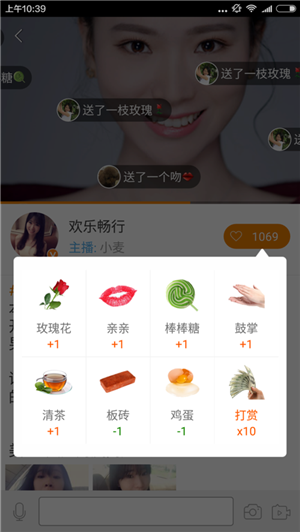 上午10:39
糖
送了一枝玫瑰
送了一枝玫瑰
送了
送了一个吻
欢乐畅行
主播: 小麦
1069
玫瑰花 亲亲 棒棒糖 鼓掌
+1 +1 +1 +1
清茶 板砖 鸡蛋 打赏
+1 -1 -1 x10